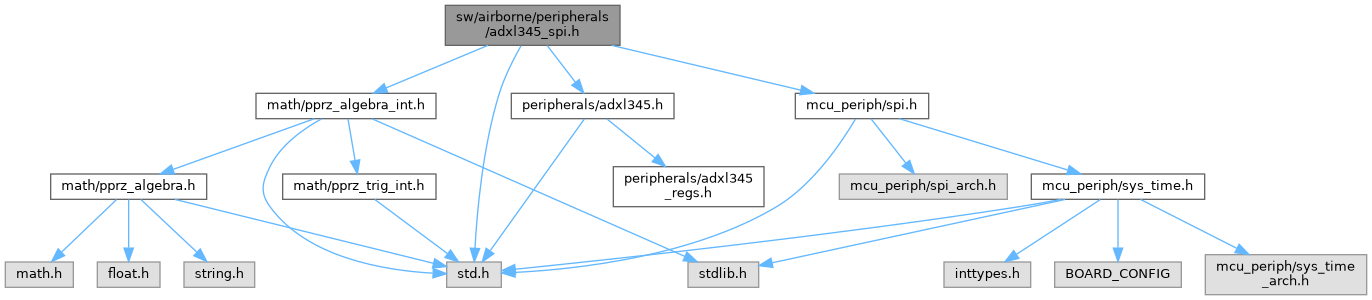 sw/airborne/peripherals
/adxl345_spi.h
math/pprz_algebra_int.h
peripherals/adxl345.h
mcu_periph/spi.h
math/pprz_algebra.h
math/pprz_trig_int.h
peripherals/adxl345
_regs.h
mcu_periph/spi_arch.h
mcu_periph/sys_time.h
math.h
float.h
string.h
std.h
stdlib.h
inttypes.h
BOARD_CONFIG
mcu_periph/sys_time
_arch.h